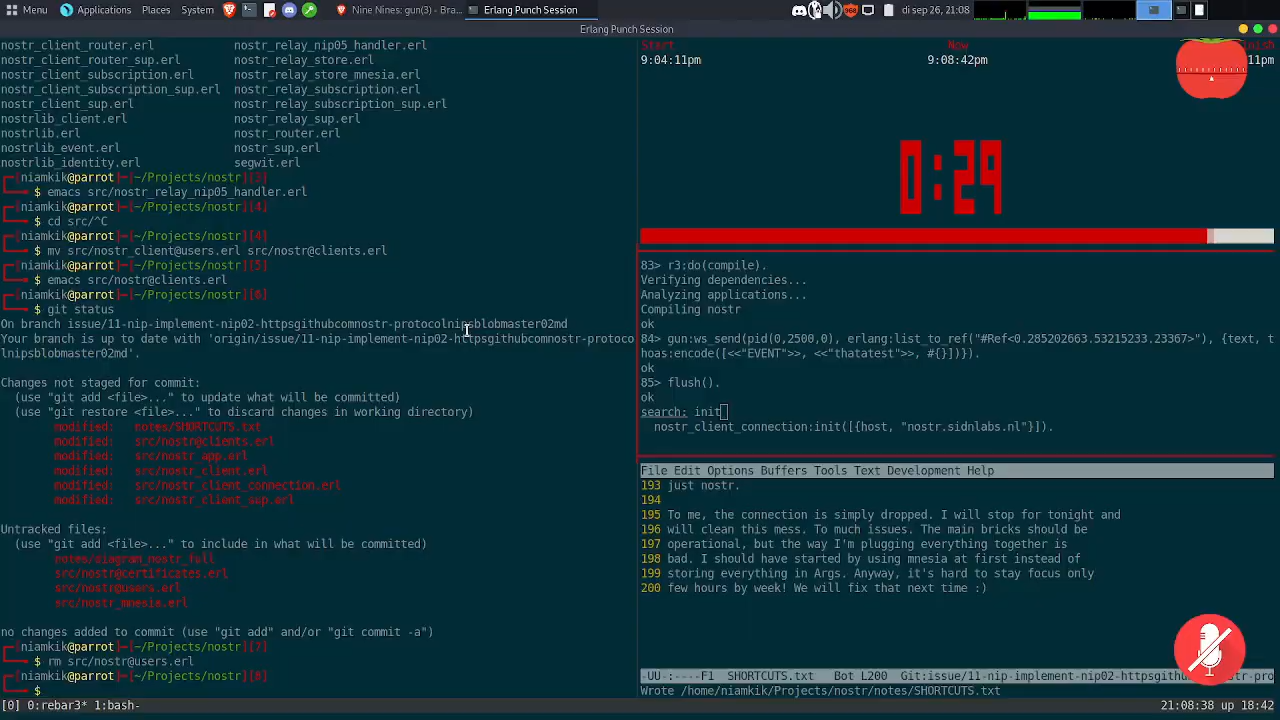 Menu Applications Places System Nine Nines: gun(3) - Bra... Erlang Punch Session di sep 26, 21:08
Erlang Punch Session
nostr_client_router.erl nostr_relay_nip05_handler.erl
nostr_client_router_sup.erl nostr_relay_store.erl
nostr_client_subscription.erl nostr_relay_store_mnesia.erl
nostr_client_subscription_sup.erl nostr_relay_subscription.erl
nostr_client_sup.erl nostr_relay_subscription_sup.erl
nostrlib_client.erl nostr_relay_sup.erl
nostrlib.erl nostr_router.erl
nostrlib_event.erl nostr_sup.erl
nostrlib_identity.erl segwit.erl
[niamkik@parrot]─[~/Projects/nostr][3]
$ emacs src/nostr_relay_nip05_handler.erl
[niamkik@parrot]─[~/Projects/nostr][4]
$ cd src/^C
[niamkik@parrot]─[~/Projects/nostr][4]
$ mv src/nostr_client@users.erl src/nostr@clients.erl
[niamkik@parrot]─[~/Projects/nostr][5]
$ emacs src/nostr@clients.erl
[niamkik@parrot]─[~/Projects/nostr][6]
$ git status
On branch issue/11-nip-implement-nip02-httpsgithubcomnostr-protocolnipsblobmaster02md
Your branch is up to date with 'origin/issue/11-nip-implement-nip02-httpsgithubcomnostr-protoco
lnipsblobmaster02md'.
Changes not staged for commit:
(use "git add <file>..." to update what will be committed)
(use "git restore <file>..." to discard changes in working directory)
modified: notes/SHORTCUTS.txt
modified: src/nostr@clients.erl
modified: src/nostr_app.erl
modified: src/nostr_client.erl
modified: src/nostr_client_connection.erl
modified: src/nostr_client_sup.erl
Untracked files:
(use "git add <file>..." to include in what will be committed)
notes/diagram_nostr_full
src/nostr@certificates.erl
src/nostr@users.erl
src/nostr_mnesia.erl
no changes added to commit (use "git add" and/or "git commit -a")
[niamkik@parrot]─[~/Projects/nostr][7]
$ rm src/nostr@users.erl
[niamkik@parrot]─[~/Projects/nostr][8]
$
Start Now
9:04:11pm 9:08:42pm 11pm
0:29
83> r3:do(compile).
Verifying dependencies...
Analyzing applications...
Compiling nostr
ok
84> gun:ws_send(pid(0,2500,0), erlang:list_to_ref("#Ref<0.285202663.53215233.23367>"), {text, t
hoas:encode([<<"EVENT">>, <<"thatatest">>, #{}])}).
ok
85> flush().
ok
search: init
nostr_client_connection:init([{host, "nostr.sidnlabs.nl"}]).
File Edit Options Buffers Tools Text Development Help
193 just nostr.
194
195 To me, the connection is simply dropped. I will stop for tonight and
196 will clean this mess. To much issues. The main bricks should be
197 operational, but the way I'm plugging everything together is
198 bad. I should have started by using mnesia at first instead of
199 storing everything in Args. Anyway, it's hard to stay focus only
200 few hours by week! We will fix that next time :)
-UU-:----F1 SHORTCUTS.txt Bot L200 Git:issue/11-nip-implement-nip02-httpsgithubcomnostr-pro
Wrote /home/niamkik/Projects/nostr/notes/SHORTCUTS.txt
[0] 0:rebar3* 1:bash- 21:08:38 up 18:42